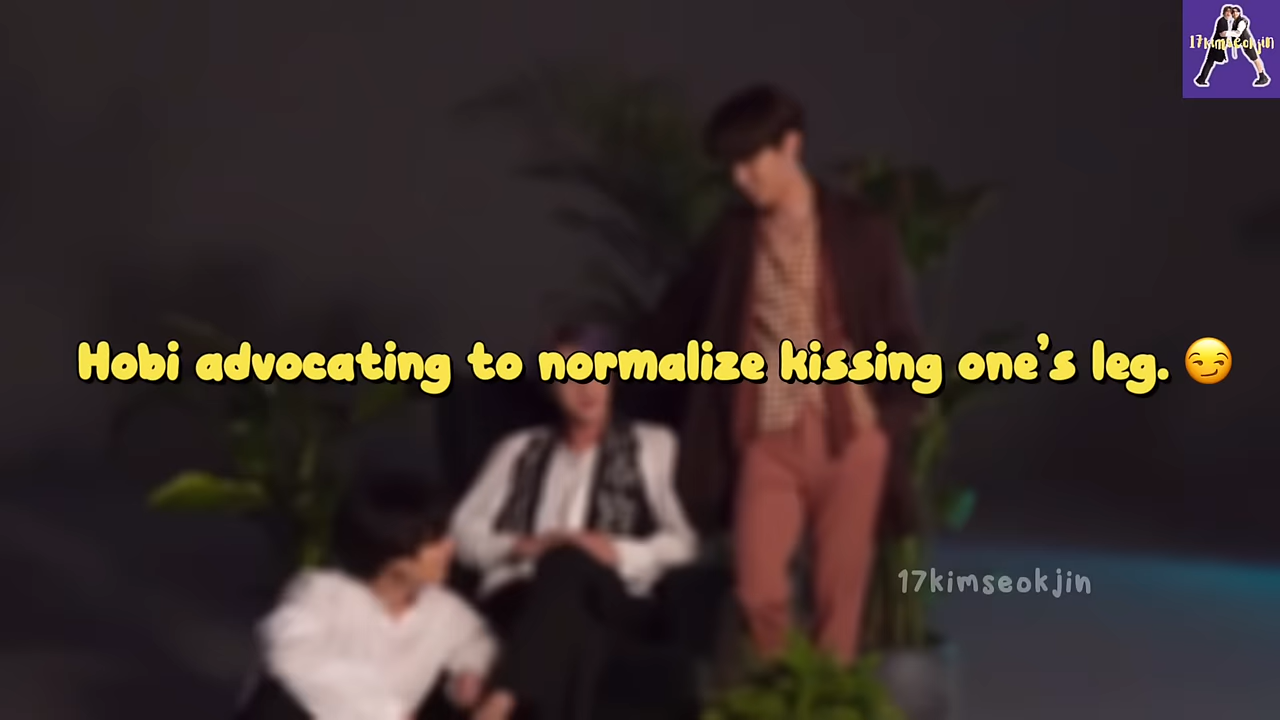 17kimseokjin
Hobi advocating to normalize kissing one's leg. 😏
17kimseokjin